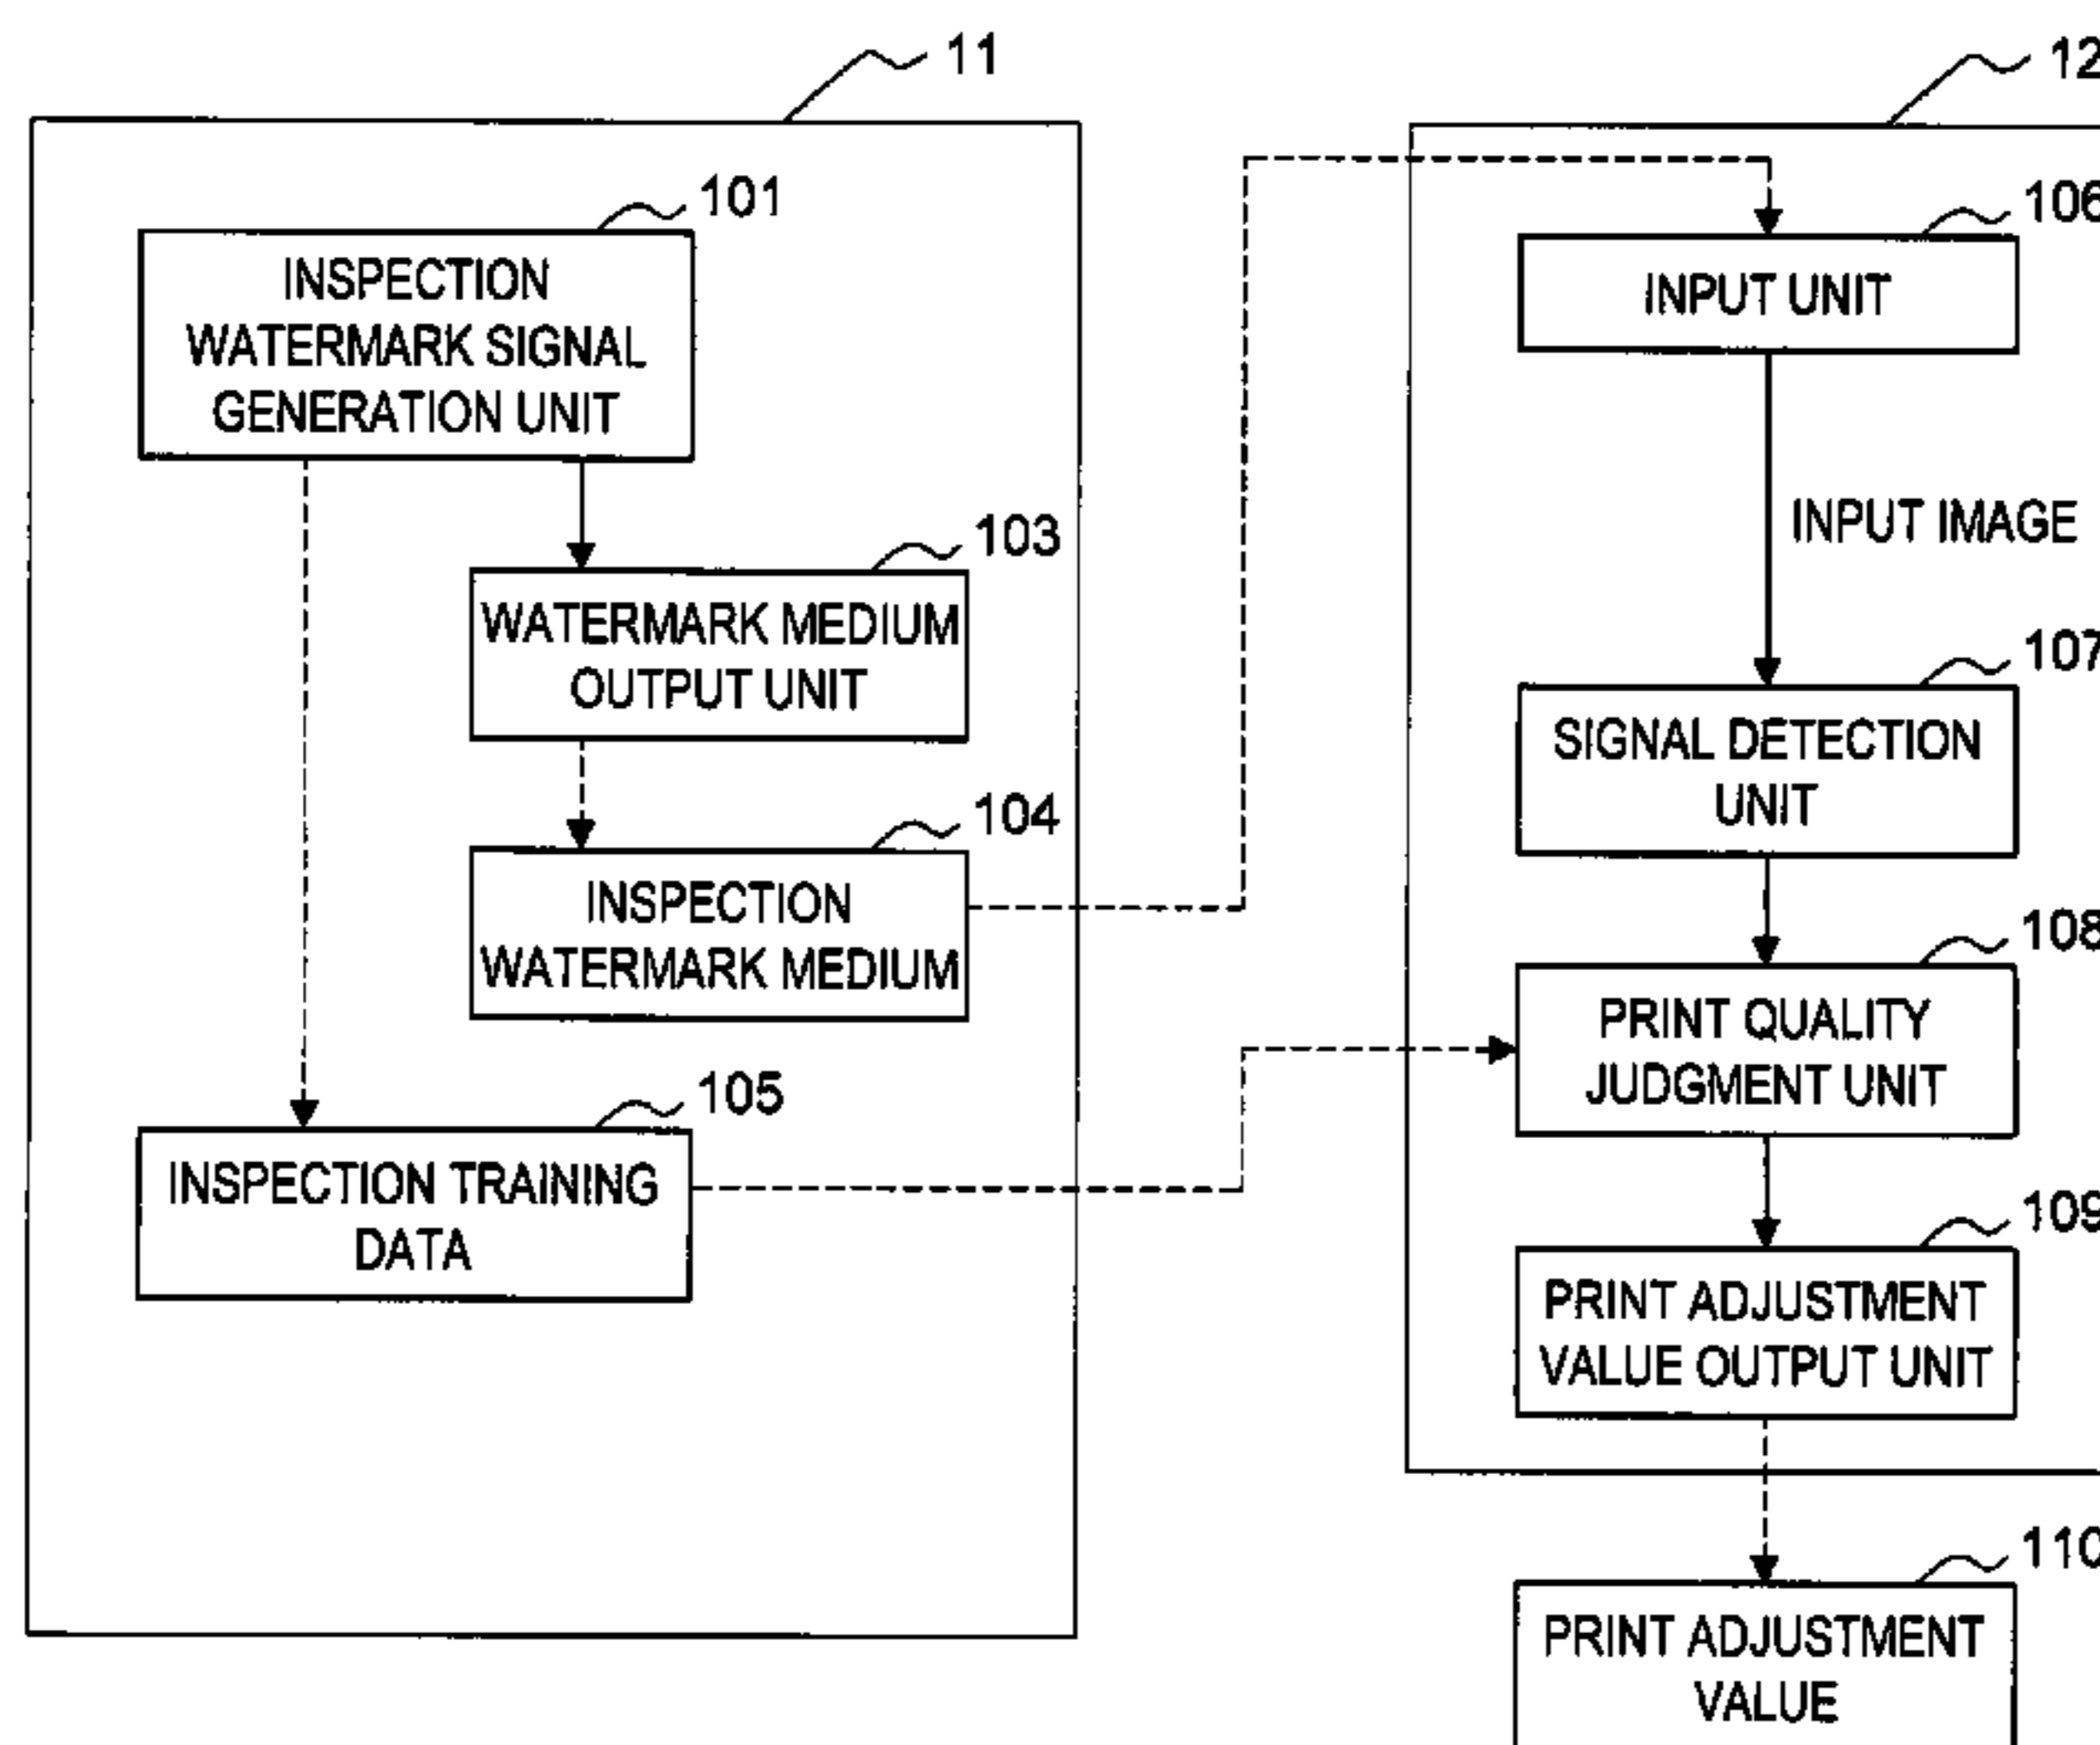 11
12
101
106
INSPECTION
WATERMARK SIGNAL
GENERATION UNIT
INPUT UNIT
INPUT IMAGE
103
WATERMARK MEDIUM
OUTPUT UNIT
107
SIGNAL DETECTION
UNIT
104
INSPECTION
WATERMARK MEDIUM
108
PRINT QUALITY
JUDGMENT UNIT
105
INSPECTION TRAINING
DATA
109
PRINT ADJUSTMENT
VALUE OUTPUT UNIT
110
PRINT ADJUSTMENT
VALUE